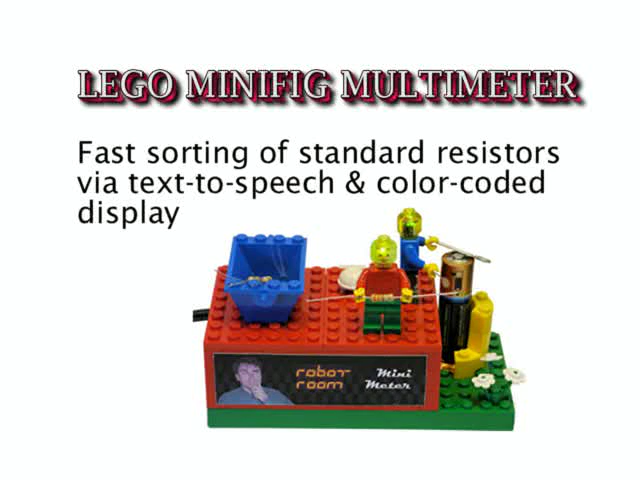 LEGO MINIFIG MULTIMETER
Fast sorting of standard resistors
via text-to-speech & color-coded
display
robot room
Mini Meter